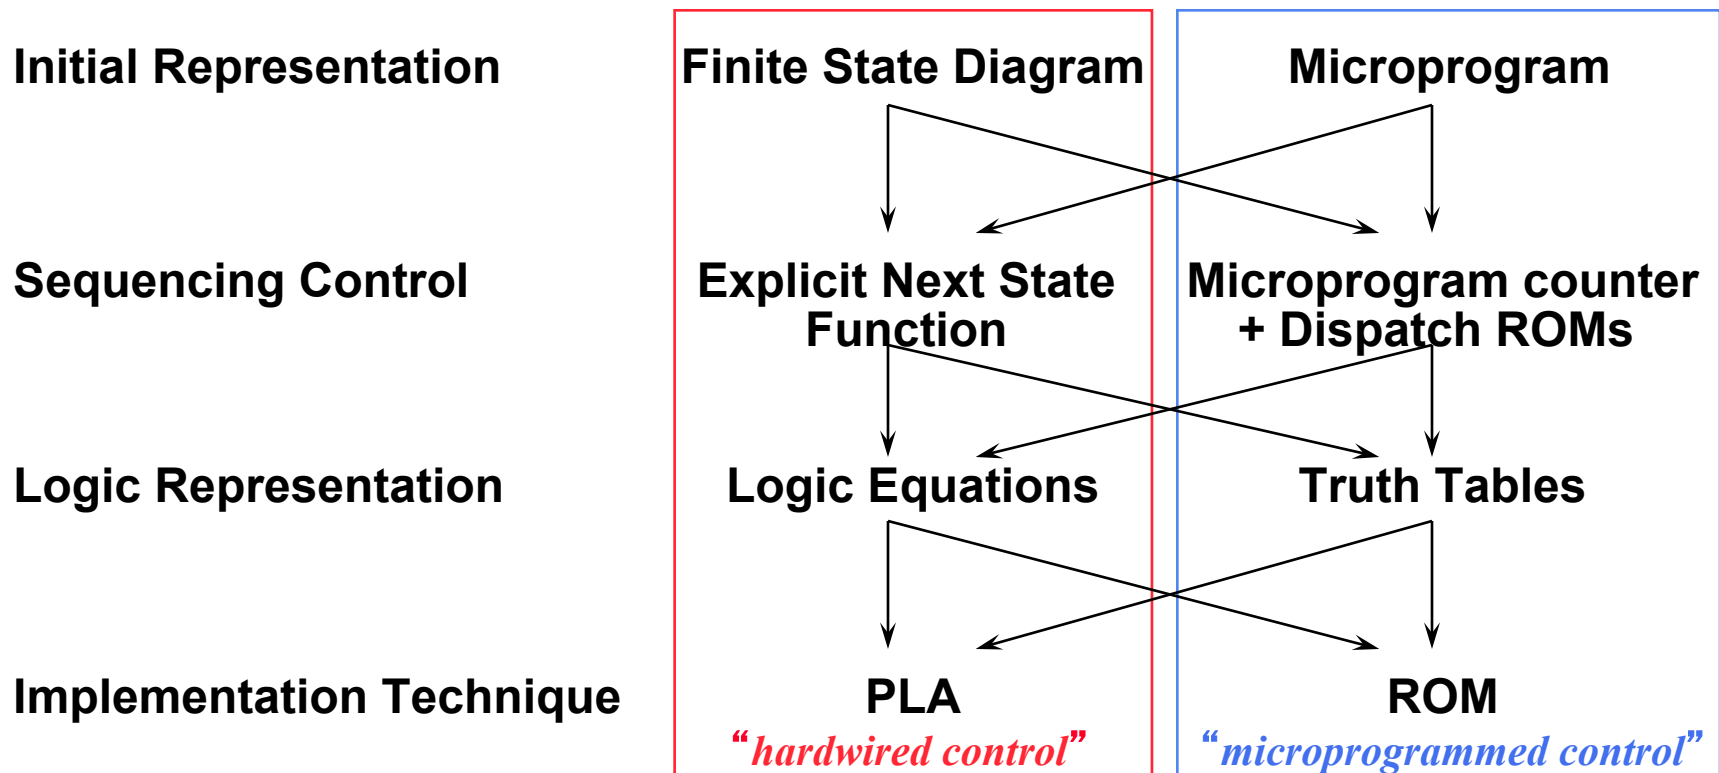 Initial Representation
Finite State Diagram
Microprogram
Sequencing Control
Explicit Next State
Function
Microprogram counter
+ Dispatch ROMs
Logic Representation
Logic Equations
Truth Tables
Implementation Technique
PLA
ROM
“hardwired control”
“microprogrammed control”